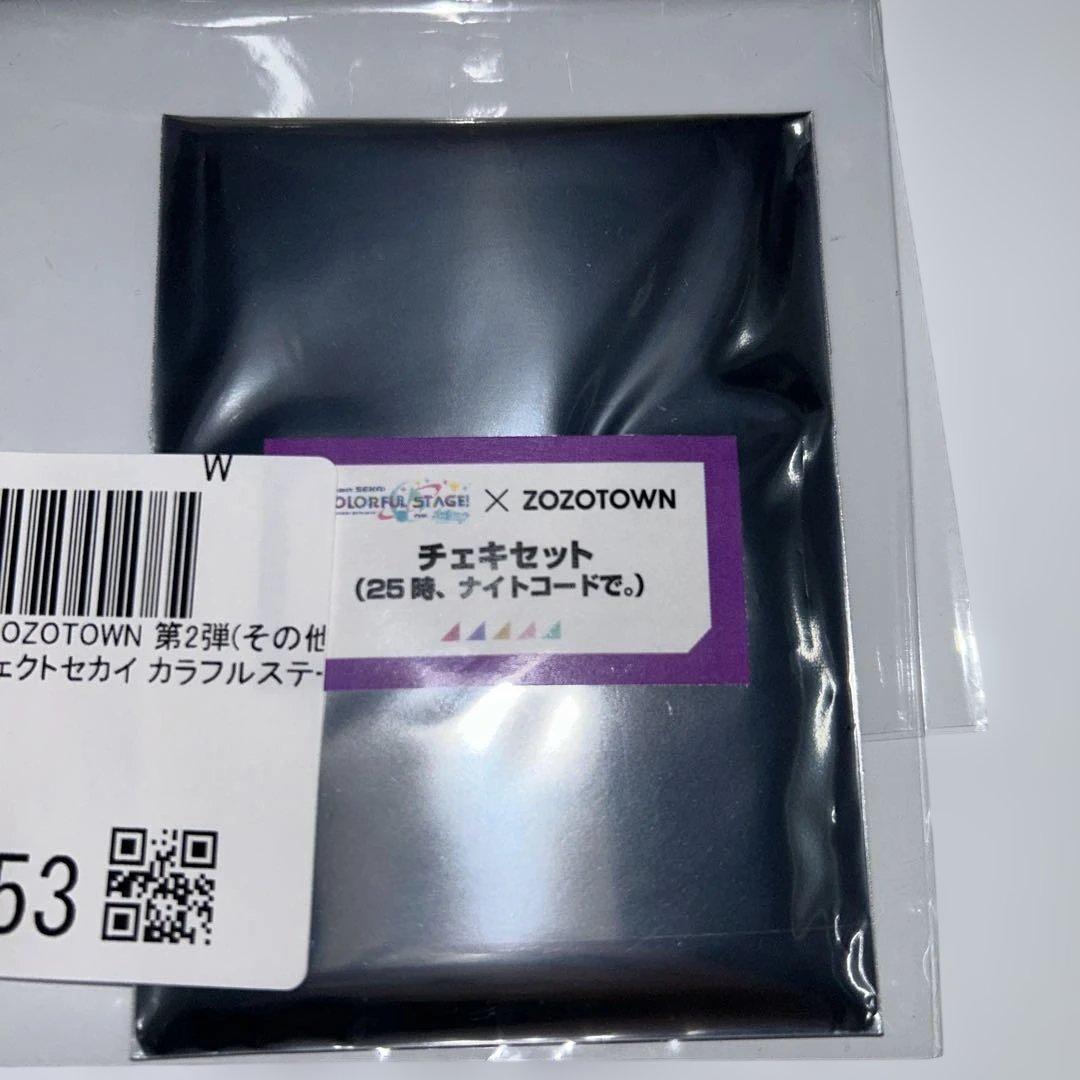 W
OZOTOWN 第2弾(その他
ェクトセカイ カラフルステー
53
COLORFUL STAGE!
× ZOZOTOWN
チェキセット
(25時、ナイトコードで。)